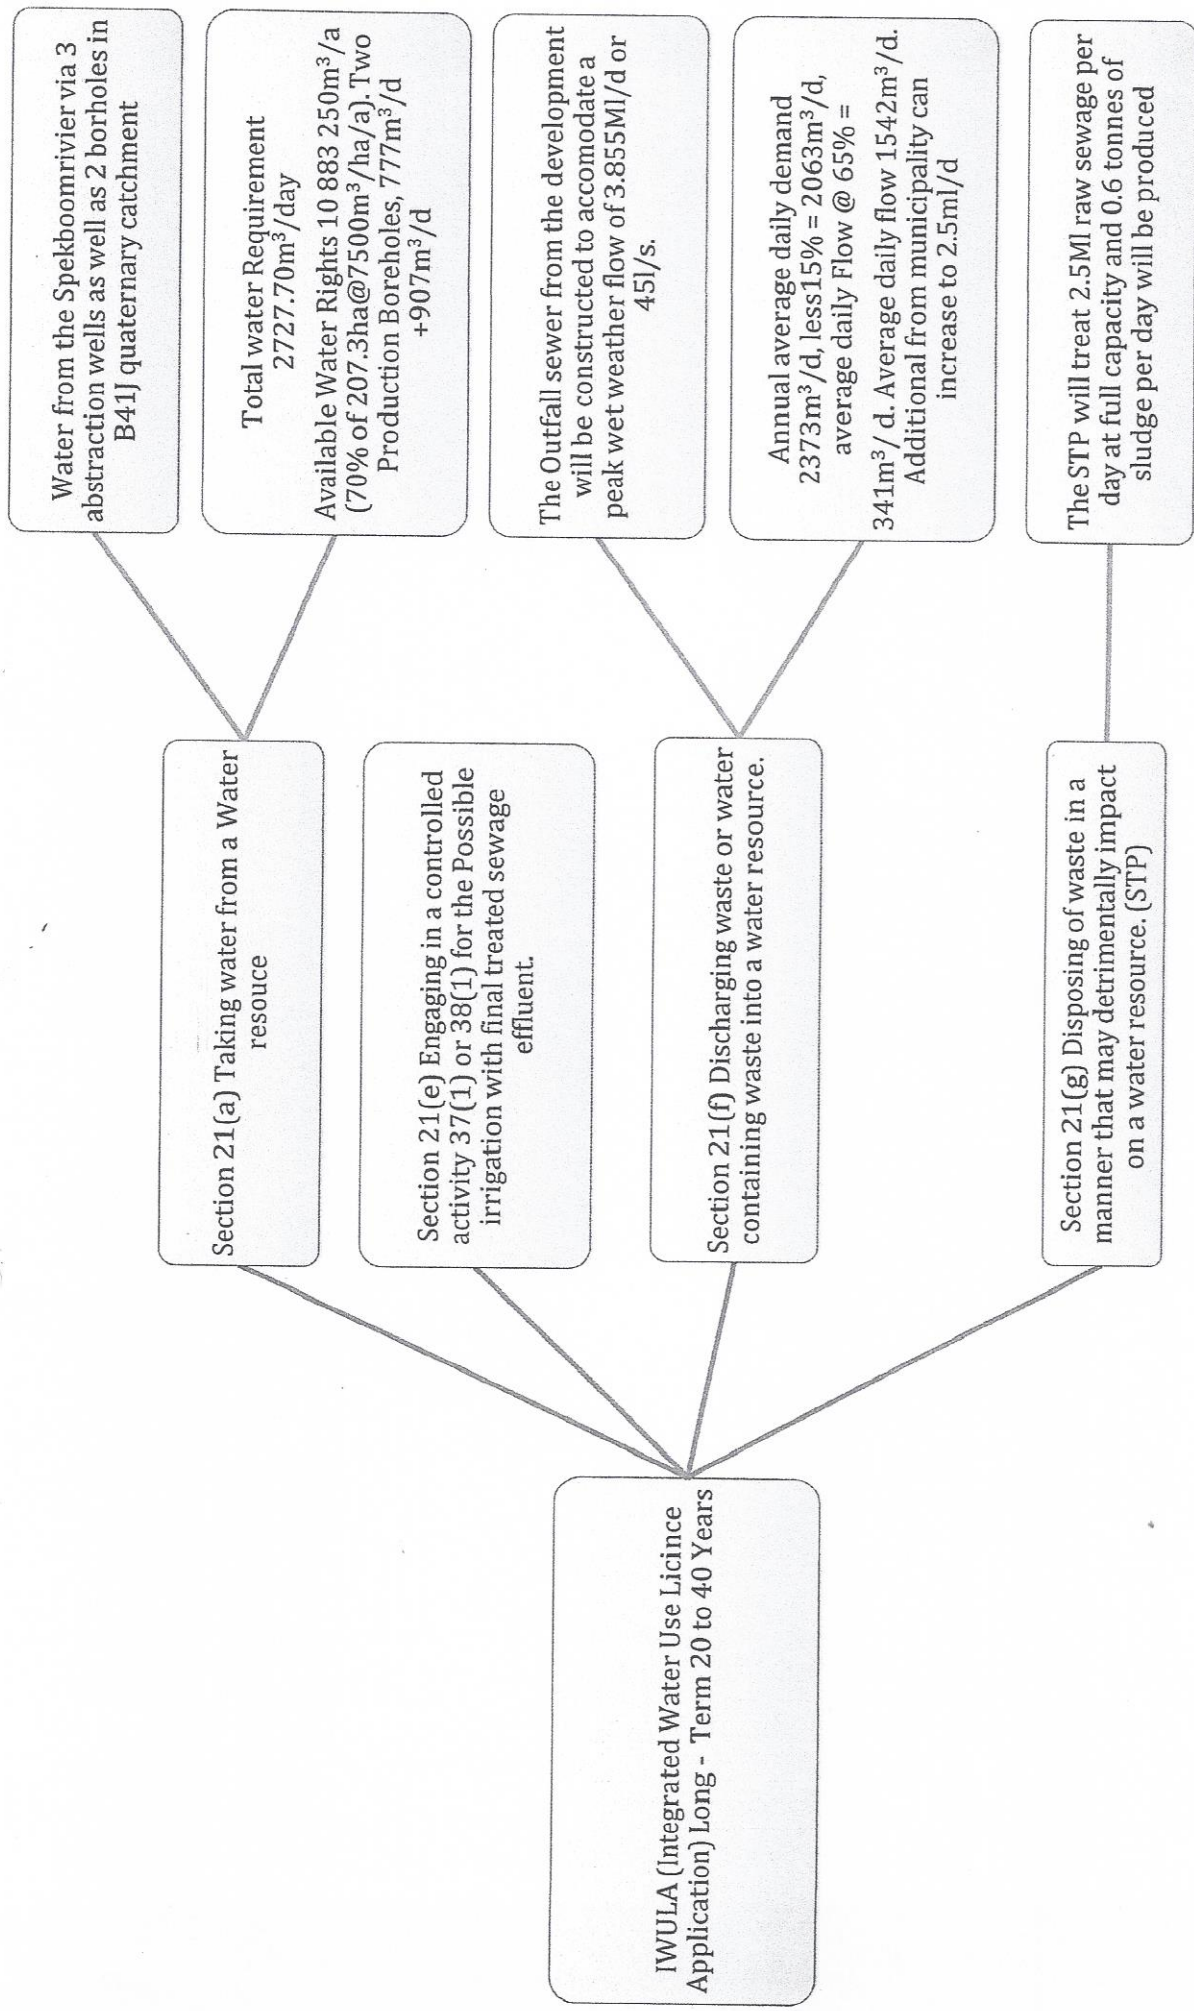 IWULA (Integrated Water Use Licince
Application) Long - Term 20 to 40 Years
Section 21(a) Taking water from a Water
resouce
Water from the Spekboomrivier via 3
abstraction wells as well as 2 borholes in
B41J quaternary catchment
Total water Requirement
2727.70m³/day
Available Water Rights 10 883 250m³/a
(70% of 207.3ha@7500m³/ha/a). Two
Production Boreholes, 777m³/d
+907m³/d
Section 21(e) Engaging in a controlled
activity 37(1) or 38(1) for the Possible
irrigation with final treated sewage
effluent.
Section 21(f) Discharging waste or water
containing waste into a water resource.
The Outfall sewer from the development
will be constructed to accomodate a
peak wet weather flow of 3.855Ml/d or
45l/s.
Annual average daily demand
2373m³/d, less15% = 2063m³/d,
average daily Flow @ 65% =
341m³/ d. Average daily flow 1542m³/d.
Additional from municipality can
increase to 2.5ml/d
Section 21(g) Disposing of waste in a
manner that may detrimentally impact
on a water resource. (STP)
The STP will treat 2.5Ml raw sewage per
day at full capacity and 0.6 tonnes of
sludge per day will be produced